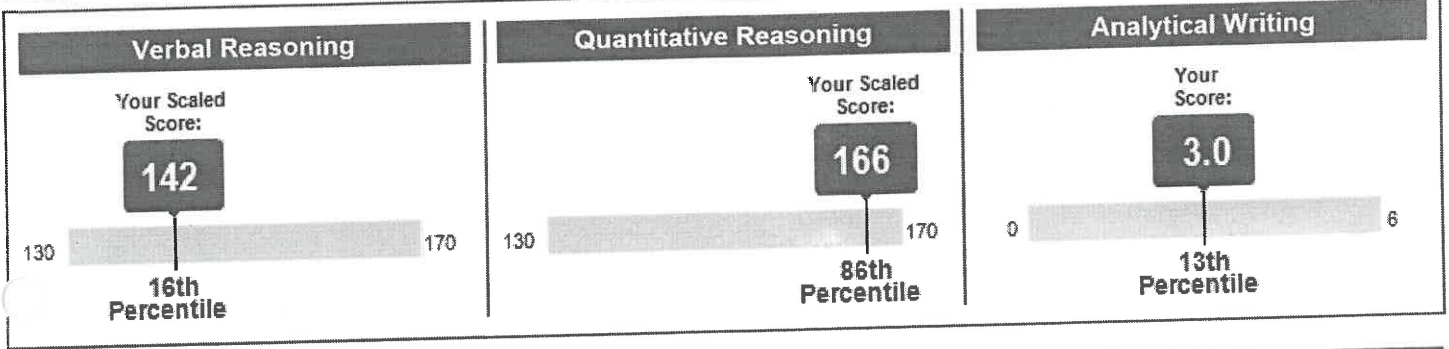 Verbal Reasoning
Your Scaled
Score:
142
130
170
16th
Percentile
Quantitative Reasoning
Your Scaled
Score:
166
130
170
86th
Percentile
Analytical Writing
Your
Score:
3.0
0
6
13th
Percentile